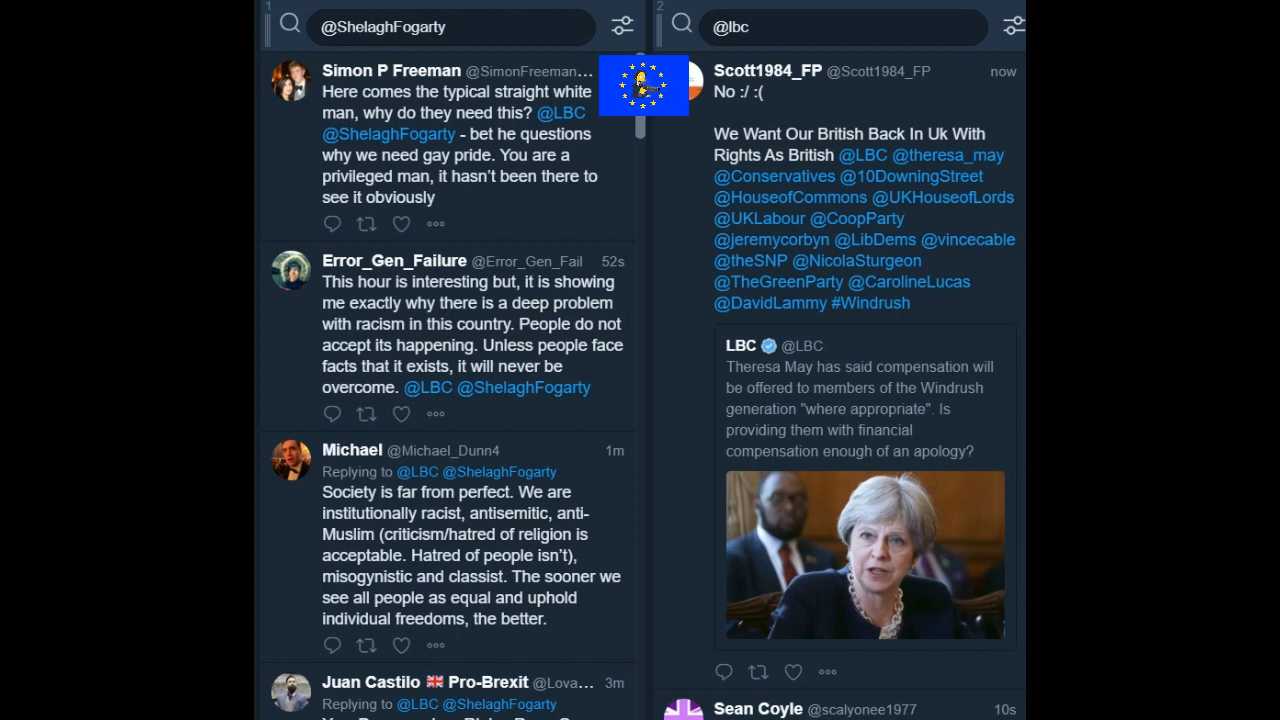 1
@ShelaghFogarty
Simon P Freeman @SimonFreeman...
Here comes the typical straight white
man, why do they need this? @LBC
@ShelaghFogarty - bet he questions
why we need gay pride. You are a
privileged man, it hasn't been there to
see it obviously
Error_Gen_Failure @Error_Gen_Fail 52s
This hour is interesting but, it is showing
me exactly why there is a deep problem
with racism in this country. People do not
accept its happening. Unless people face
facts that it exists, it will never be
overcome. @LBC @ShelaghFogarty
Michael @Michael_Dunn4 1m
Replying to @LBC @ShelaghFogarty
Society is far from perfect. We are
institutionally racist, antisemitic, anti-
Muslim (criticism/hatred of religion is
acceptable. Hatred of people isn't),
misogynistic and classist. The sooner we
see all people as equal and uphold
individual freedoms, the better.
Juan Castilo 🇬🇧 Pro-Brexit @Lova... 3m
Replying to @LBC @ShelaghFogarty
2
@lbc
Scott1984_FP @Scott1984_FP now
No :/ :(
We Want Our British Back In Uk With
Rights As British @LBC @theresa_may
@Conservatives @10DowningStreet
@HouseofCommons @UKHouseofLords
@UKLabour @CoopParty
@jeremycorbyn @LibDems @vincecable
@theSNP @NicolaSturgeon
@TheGreenParty @CarolineLucas
@DavidLammy #Windrush
LBC @LBC
Theresa May has said compensation will
be offered to members of the Windrush
generation "where appropriate". Is
providing them with financial
compensation enough of an apology?
Sean Coyle @scalyonee1977 10s